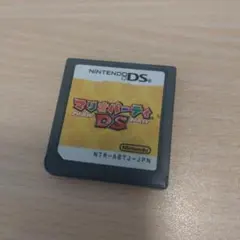 NINTENDO DS
マリオパーティ
DS
Nintendo
NTR-A8TJ-JPN